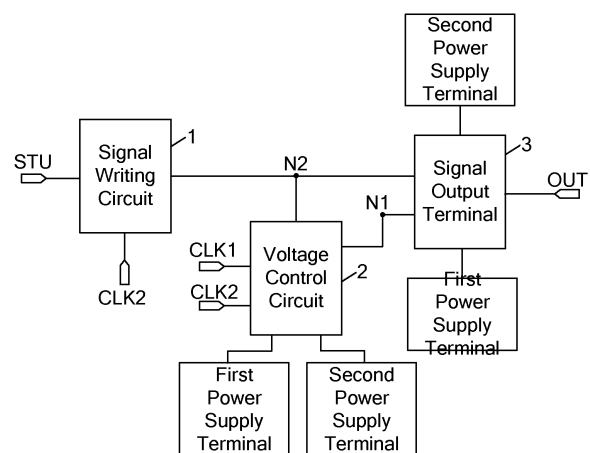 Second
Power
Supply
Terminal
1
3
STU
Signal
Writing
Circuit
N2
Signal
Output
Terminal
OUT
N1
CLK1
CLK2
Voltage
Control
Circuit
2
CLK2
First
Power
Supply
Terminal
First
Power
Supply
Terminal
Second
Power
Supply
Terminal